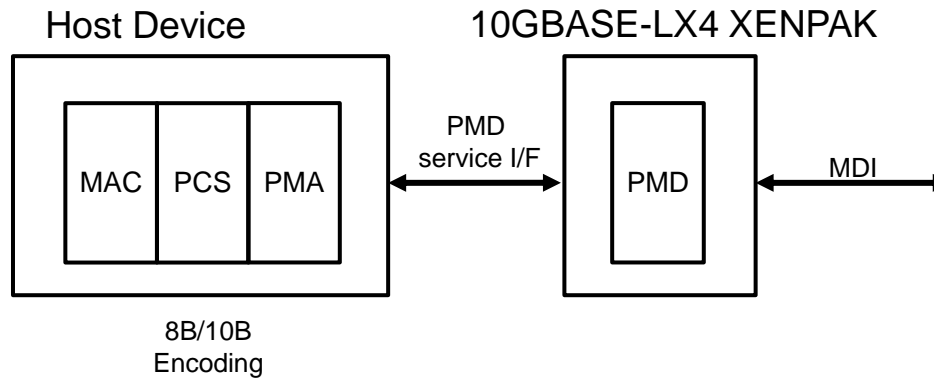 Host Device
10GBASE-LX4 XENPAK
MAC
PCS
PMA
PMD
service I/F
PMD
MDI
8B/10B
Encoding